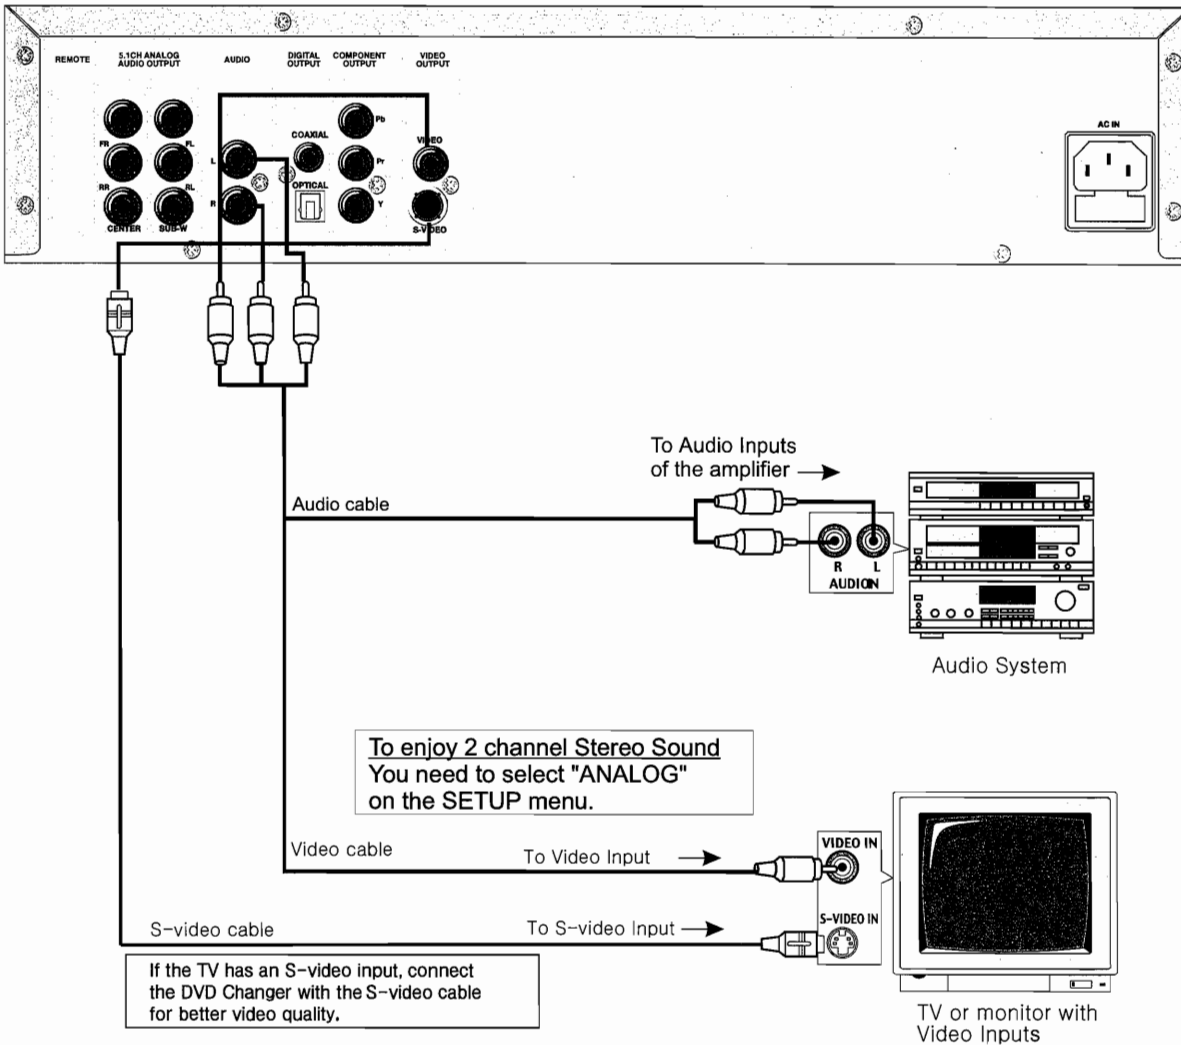 REMOTE
5.1CH ANALOG
AUDIO OUTPUT
AUDIO
DIGITAL
OUTPUT
COMPONENT
OUTPUT
VIDEO
OUTPUT
AC IN
FR
FL
RR
RL
CENTER
SUB-W
L
R
COAXIAL
OPTICAL
Pb
Pr
Y
VIDEO
S-VIDEO
To Audio Inputs
of the amplifier
Audio cable
R L
AUDIO IN
Audio System
To enjoy 2 channel Stereo Sound
You need to select "ANALOG"
on the SETUP menu.
Video cable
To Video Input
VIDEO IN
S-video cable
To S-video Input
S-VIDEO IN
If the TV has an S-video input, connect
the DVD Changer with the S-video cable
for better video quality.
TV or monitor with
Video Inputs